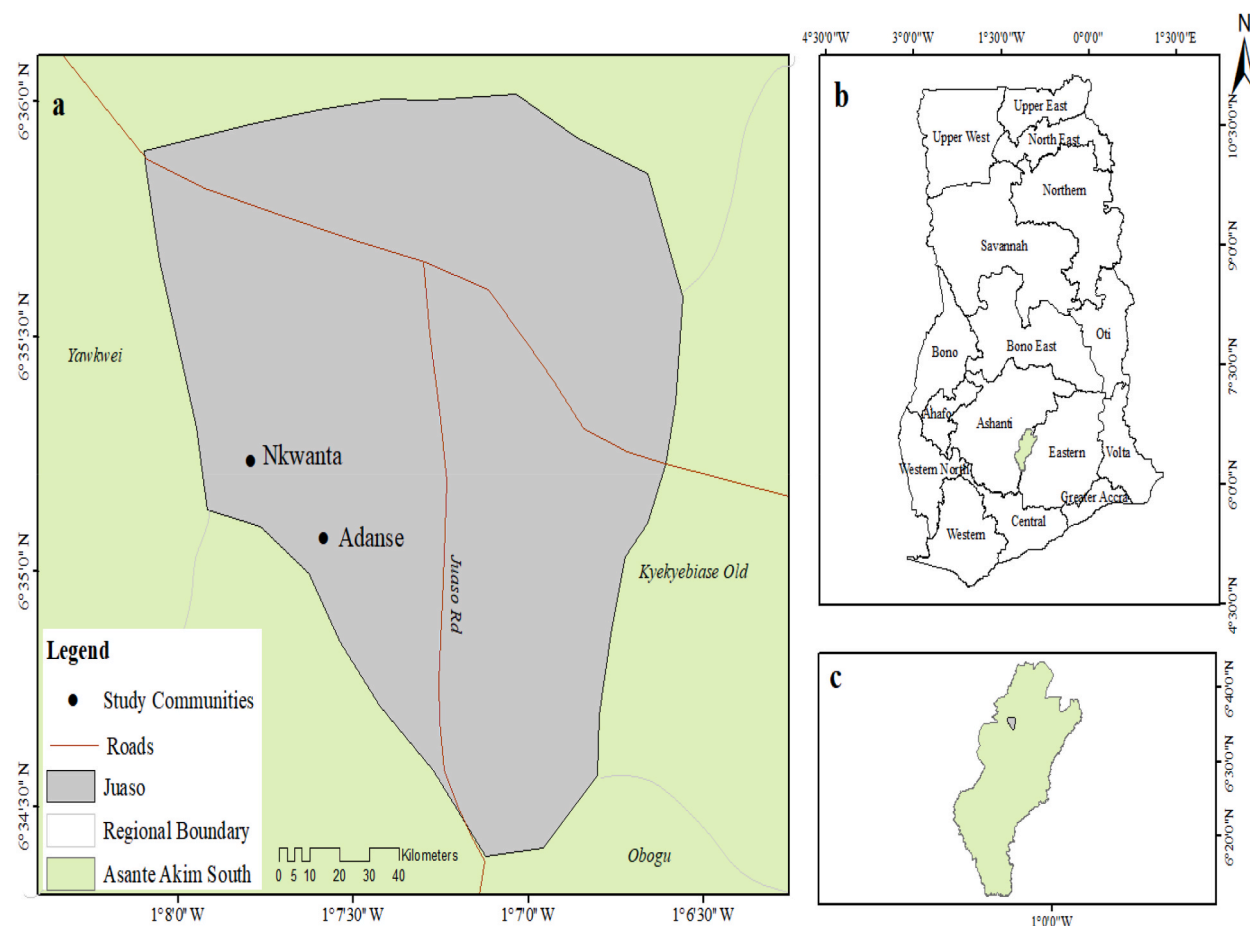 a
6°36'0" N
6°35'30" N
6°35'0" N
6°34'30" N
Yawkwei
Nkwanta
Adanse
Juaso Rd
Kyekyebiase Old
Obogu
Legend
Study Communities
Roads
Juaso
Regional Boundary
Asante Akim South
Kilometers
0 5 10 20 30 40
1°8'0" W
1°7'30" W
1°7'0" W
1°6'30" W
N
4°30'0"W
3°0'0"W
1°30'0"W
0°0'0"
1°30'0"E
b
Upper East
Upper West
North East
Northern
Savannah
Oti
Bono
Bono East
Ahafo
Ashanti
Eastern
Volta
Western North
Greater Accra
Central
Western
10°30'0"N
9°0'0"N
7°30'0"N
6°0'0"N
4°30'0"N
c
6°40'0"N
6°30'0"N
6°20'0"N
1°0'0"W